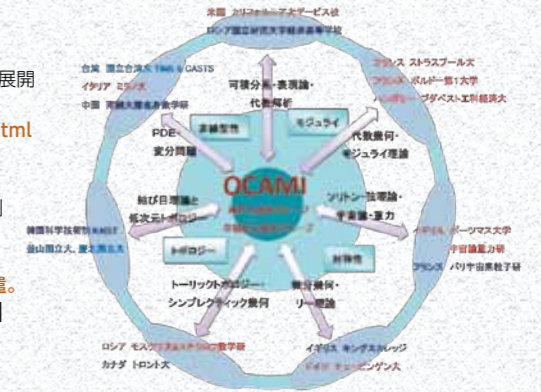 米国 カリフォルニア大デービス校
ロシア国立研究大学経済高等学校
台湾 国立台湾大 TIMS & CASTS
イタリア ミラノ大
フランス ストラスブール大
フランス ボルドー第1大学
ハンガリー ブダペスト工科経済大
展開
tml
可積分系・表現論・
代数解析
非線型性
モジュライ
PDE・
変分問題
代数幾何・
モジュライ理論
OCAMI
結び目理論と
低次元トポロジー
ソリトン・弦理論・
宇宙論・重力
韓国科学技術院 KAIST
釜山国立大, 慶北国立大
イギリス ポーツマス大学
宇宙論重力研
フランス パリ宇宙素粒子研
トポロジー
対称性
トーリックトポロジー・
シンプレクティック幾何
微分幾何・
リー理論
ロシア モスクワ大&ステクロフ数学研
カナダ トロント大
イギリス キングスカレッジ
ドイツ チュービンゲン大